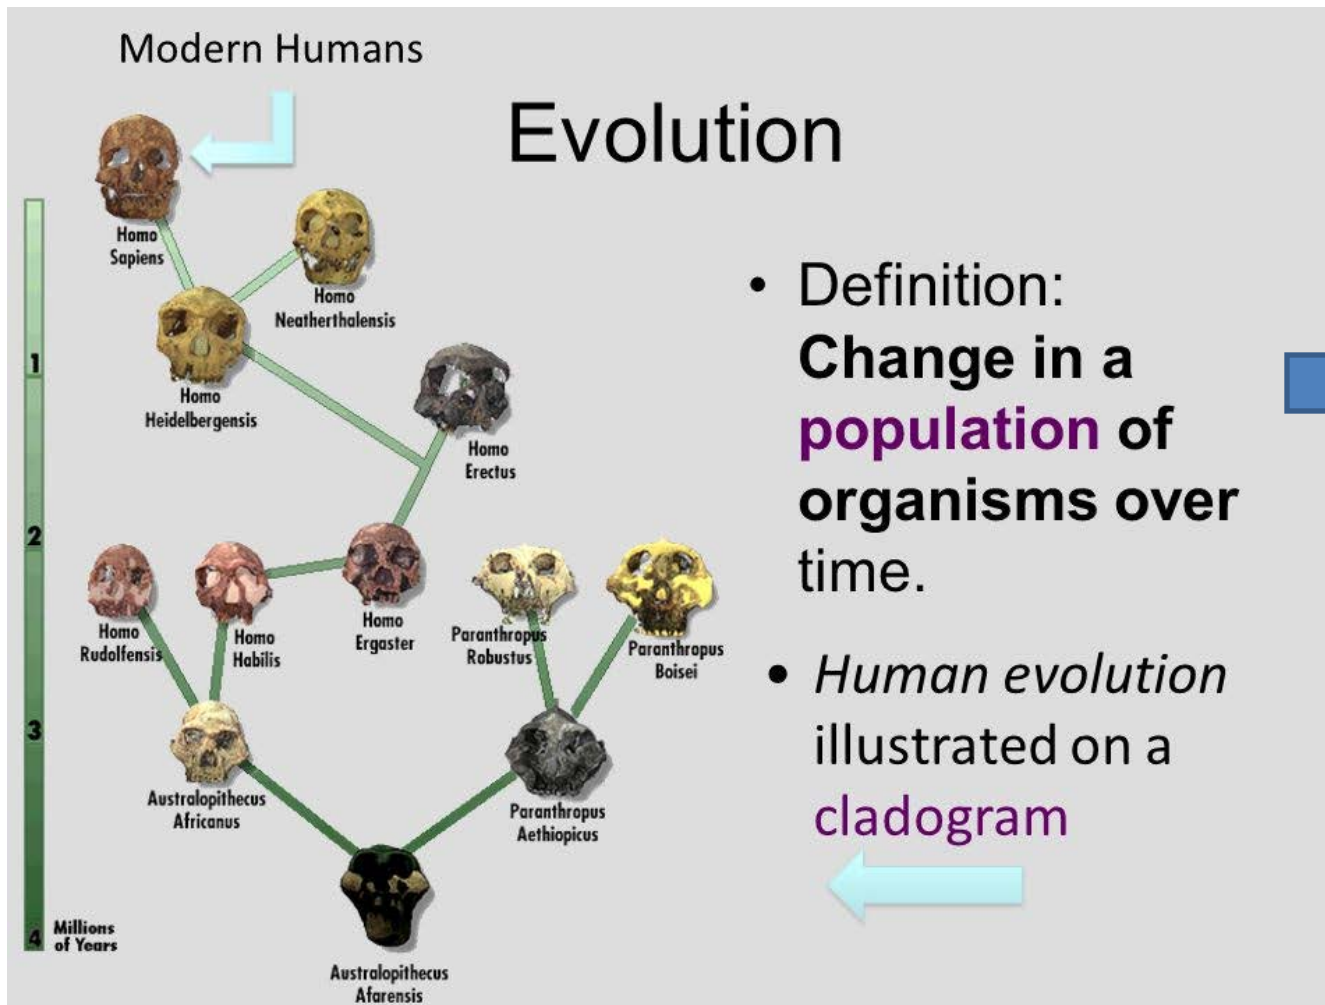 Modern Humans
Evolution
Homo
Sapiens
Homo
Neatherthalensis
Homo
Heidelbergensis
Homo
Erectus
Homo
Rudolfensis
Homo
Habilis
Homo
Ergaster
Paranthropus
Robustus
Paranthropus
Boisei
Australopithecus
Africanus
Paranthropus
Aethiopicus
Australopithecus
Afarensis
1
2
3
4
Millions
of Years
• Definition:
Change in a
population of
organisms over
time.
• Human evolution
illustrated on a
cladogram